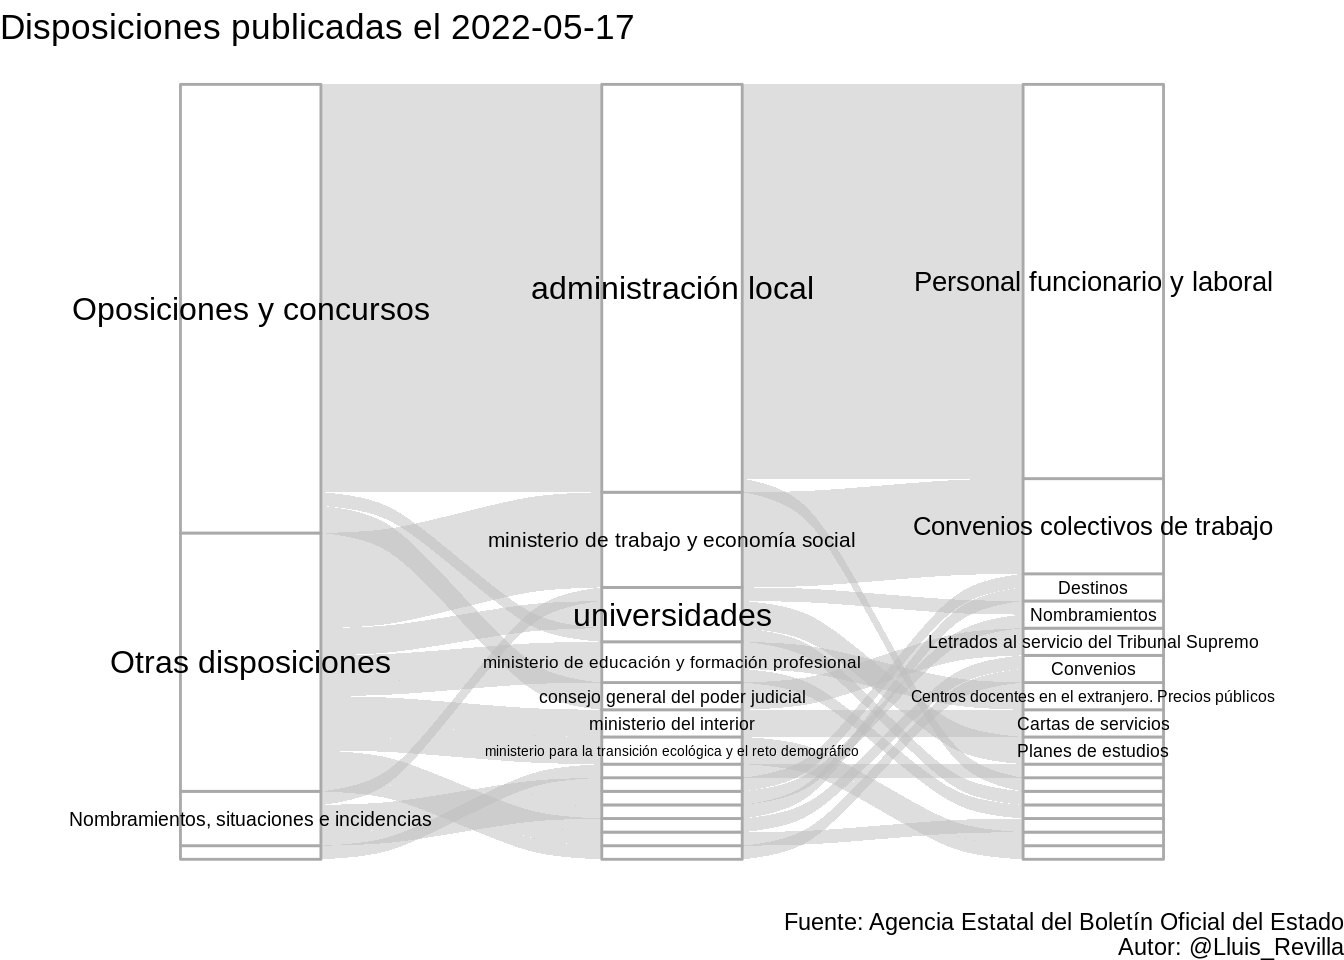 Disposiciones publicadas el 2022-05-17
Oposiciones y concursos
Otras disposiciones
Nombramientos, situaciones e incidencias
administración local
ministerio de trabajo y economía social
universidades
ministerio de educación y formación profesional
consejo general del poder judicial
ministerio del interior
ministerio para la transición ecológica y el reto demográfico
Personal funcionario y laboral
Convenios colectivos de trabajo
Destinos
Nombramientos
Letrados al servicio del Tribunal Supremo
Convenios
Centros docentes en el extranjero. Precios públicos
Cartas de servicios
Planes de estudios
Fuente: Agencia Estatal del Boletín Oficial del Estado
Autor: @Lluis_Revilla